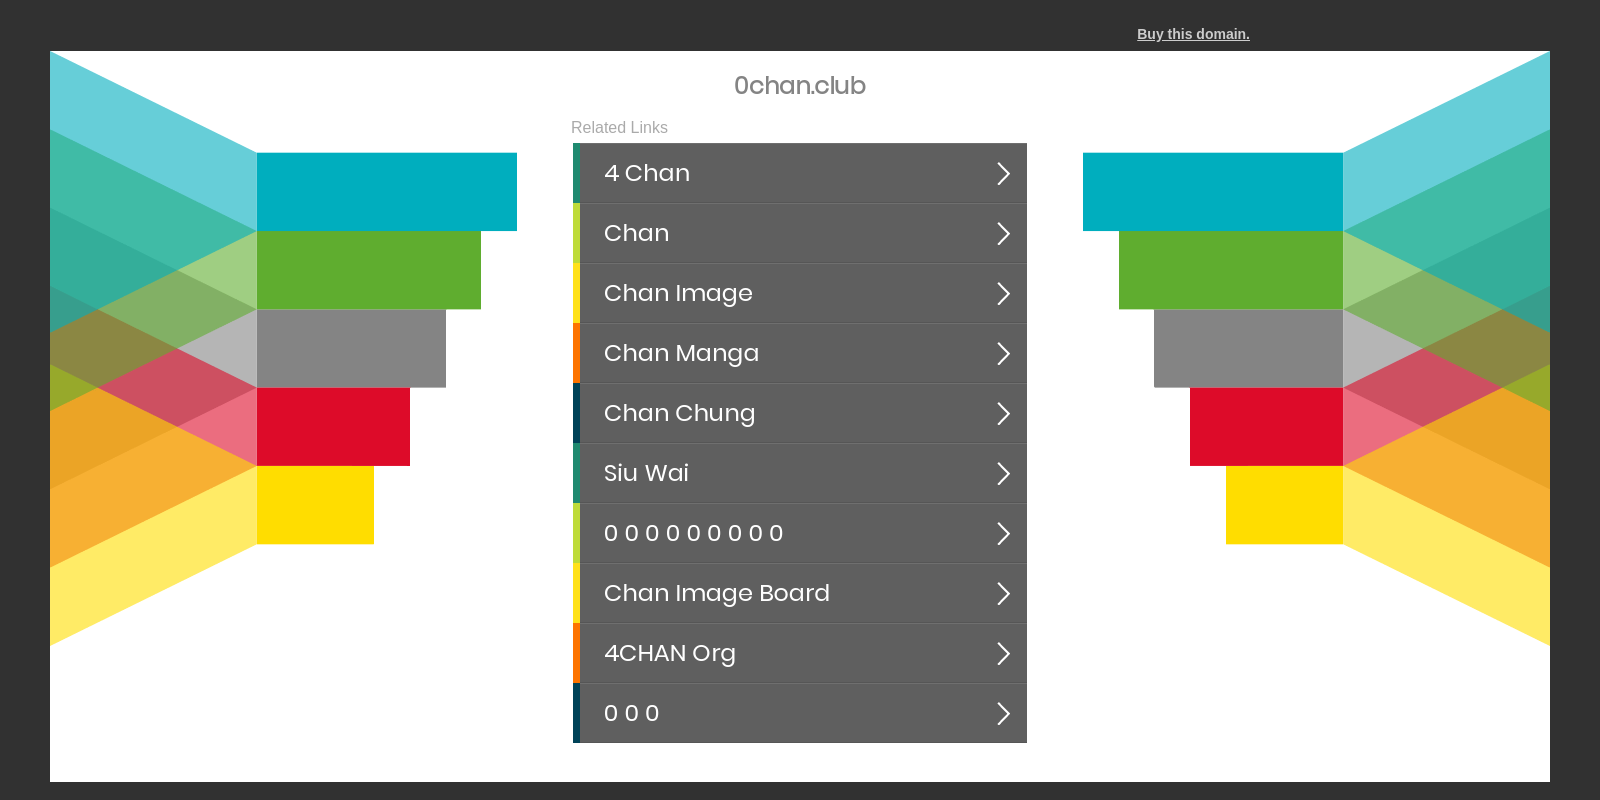 Buy this domain.
0chan.club
Related Links
4 Chan
Chan
Chan Image
Chan Manga
Chan Chung
Siu Wai
0 0 0 0 0 0 0 0 0
Chan Image Board
4CHAN Org
0 0 0